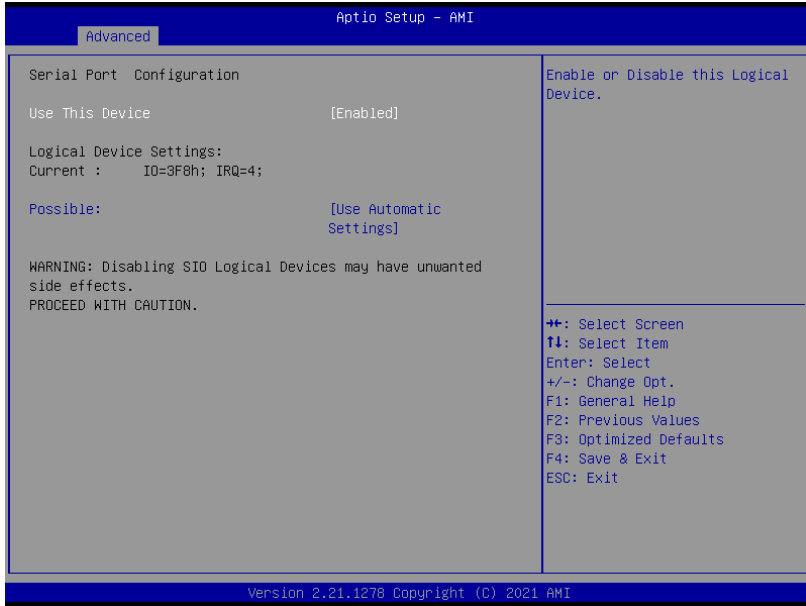 Aptio Setup – AMI
Advanced
Serial Port Configuration
Use This Device [Enabled]
Logical Device Settings:
Current : IO=3F8h; IRQ=4;
Possible: [Use Automatic
Settings]
WARNING: Disabling SIO Logical Devices may have unwanted
side effects.
PROCEED WITH CAUTION.
Enable or Disable this Logical
Device.
→←: Select Screen
↑↓: Select Item
Enter: Select
+/-: Change Opt.
F1: General Help
F2: Previous Values
F3: Optimized Defaults
F4: Save & Exit
ESC: Exit
Version 2.21.1278 Copyright (C) 2021 AMI